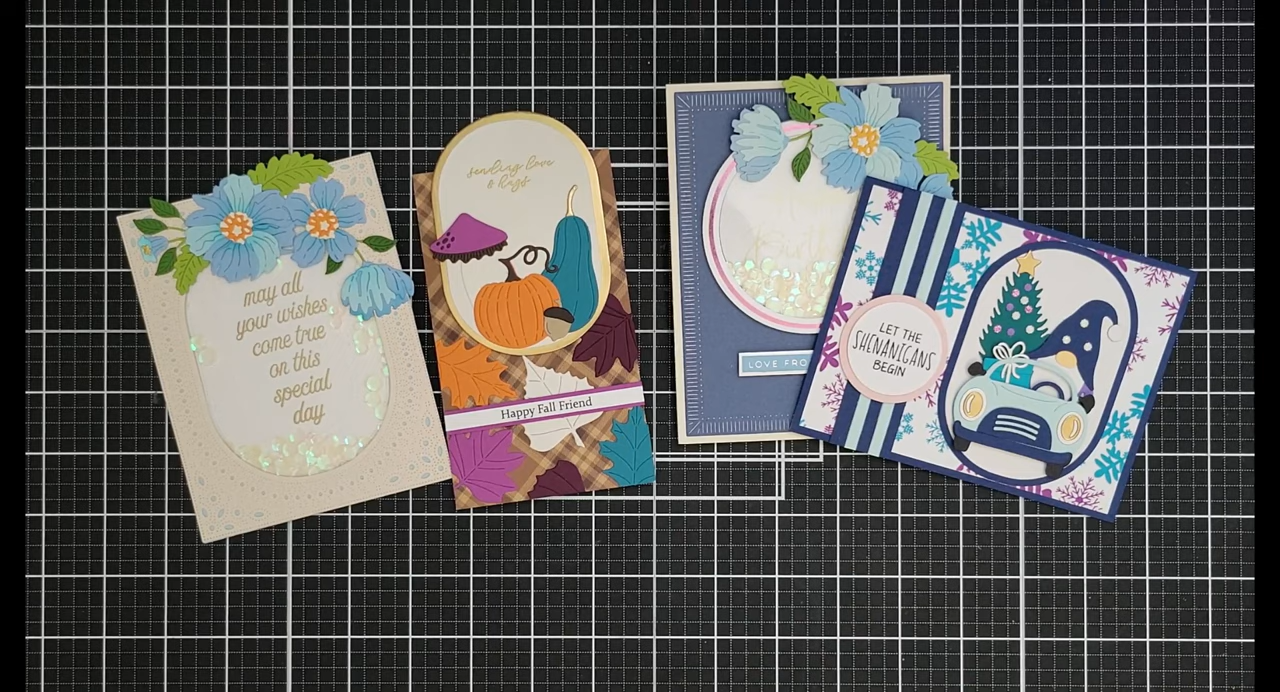 may all
your wishes
come true
on this
special
day
sending love
& hugs
Happy Fall Friend
LOVE FRO
LET THE
SHENANIGANS
BEGIN